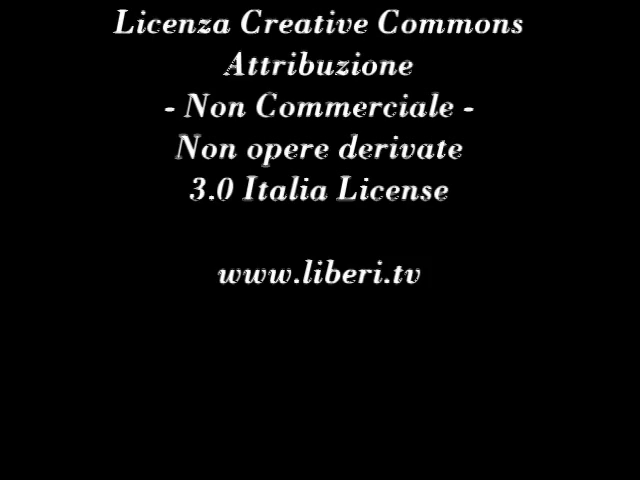 Licenza Creative Commons
Attribuzione
- Non Commerciale -
Non opere derivate
3.0 Italia License
www.liberi.tv